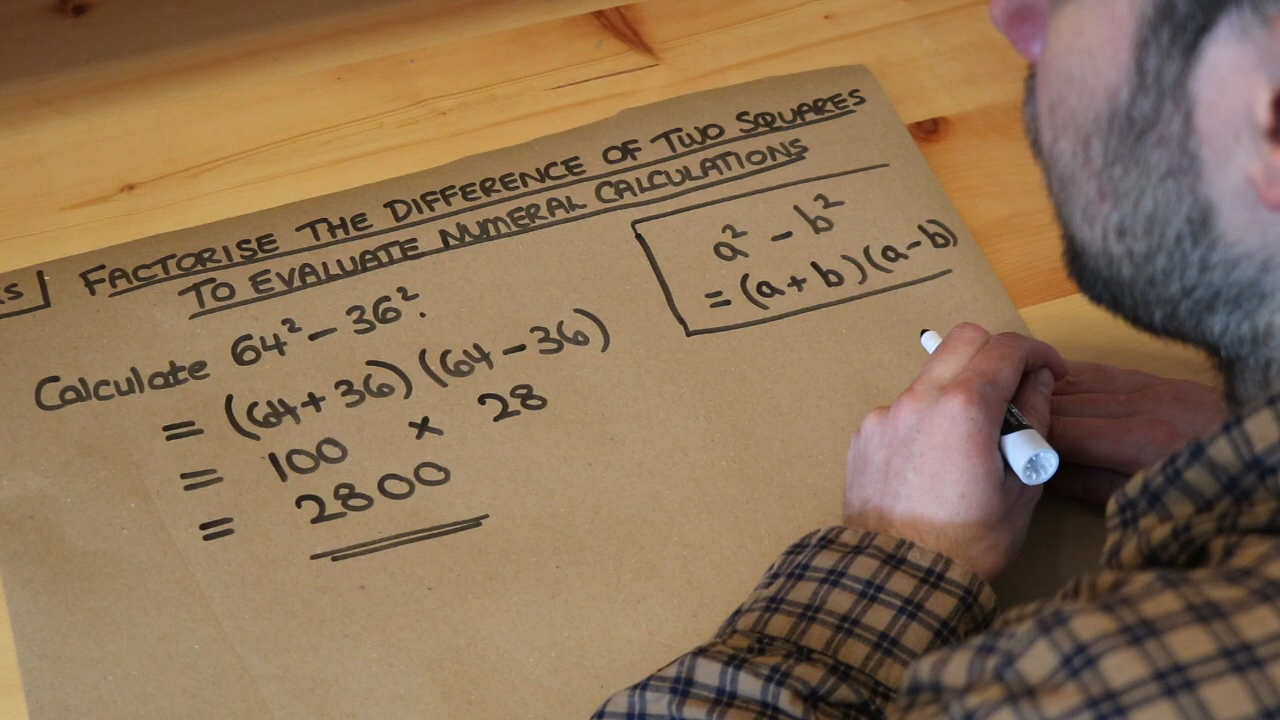 FACTORISE THE DIFFERENCE OF TWO SQUARES
TO EVALUATE NUMERAL CALCULATIONS
Calculate 64² - 36².
= (64+36)(64-36)
= 100 × 28
= 2800
a² - b²
= (a+b)(a-b)